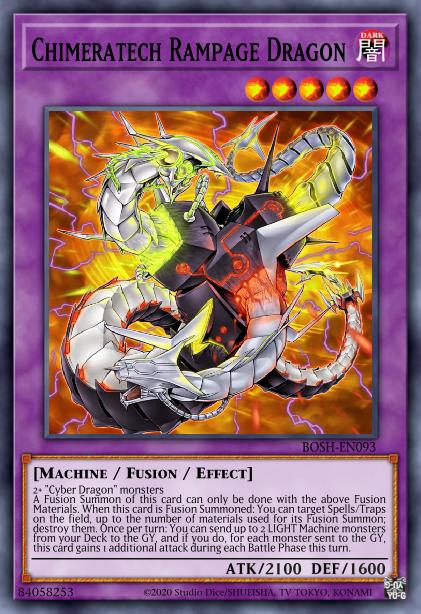 CHIMERATECH RAMPAGE DRAGON
DARK
闇
BOSH-EN093
[MACHINE / FUSION / EFFECT]
2+ "Cyber Dragon" monsters
A Fusion Summon of this card can only be done with the above Fusion
Materials. When this card is Fusion Summoned: You can target Spells/Traps
on the field, up to the number of materials used for its Fusion Summon;
destroy them. Once per turn: You can send up to 2 LIGHT Machine monsters
from your Deck to the GY, and if you do, for each monster sent to the GY,
this card gains 1 additional attack during each Battle Phase this turn.
ATK/2100 DEF/1600
84058253
©2020 Studio Dice/SHUEISHA, TV TOKYO, KONAMI